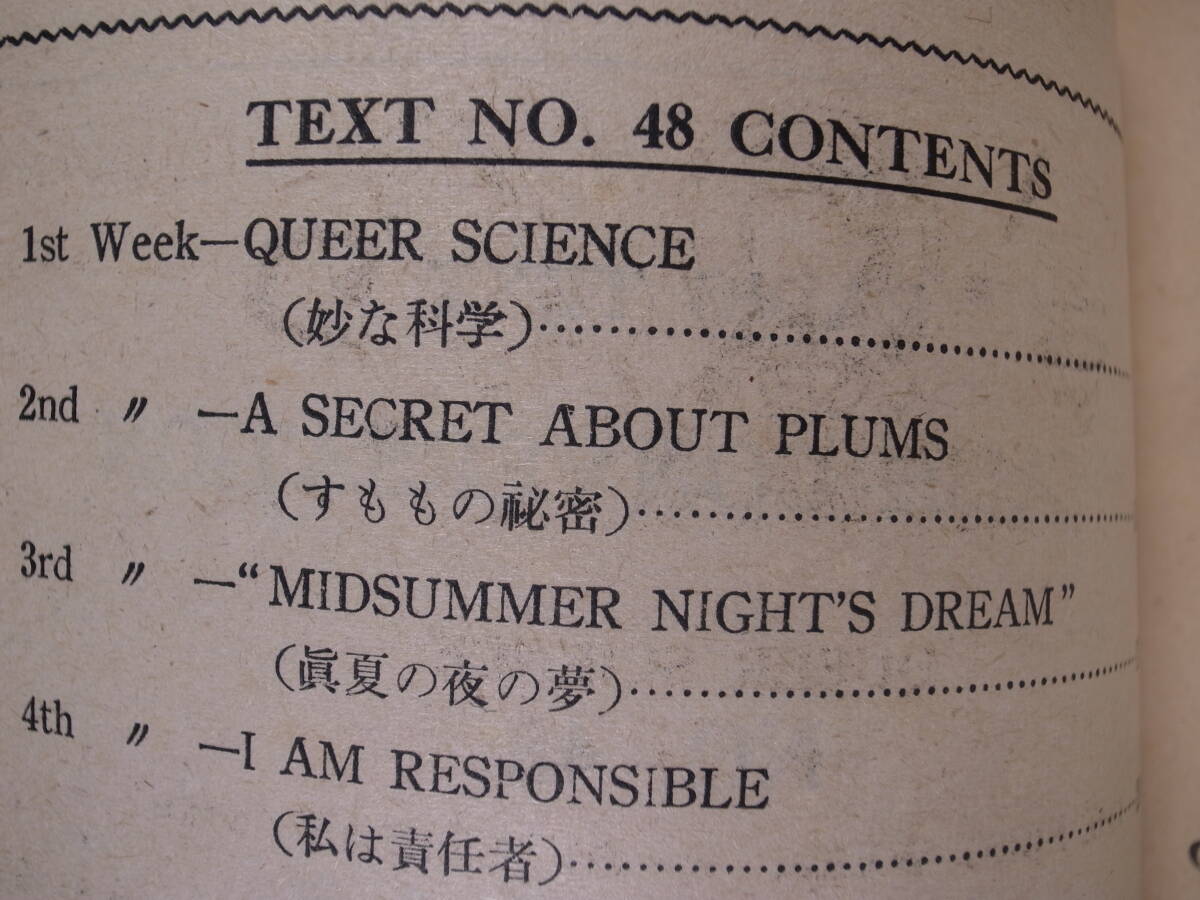 TEXT NO. 48 CONTENTS
1st Week—QUEER SCIENCE
(妙な科学)……………………
2nd 〃 —A SECRET ABOUT PLUMS
(すももの祕密)……………………
3rd 〃 —“MIDSUMMER NIGHT'S DREAM”
(眞夏の夜の夢)……………………
4th 〃 —I AM RESPONSIBLE
(私は責任者)……………………